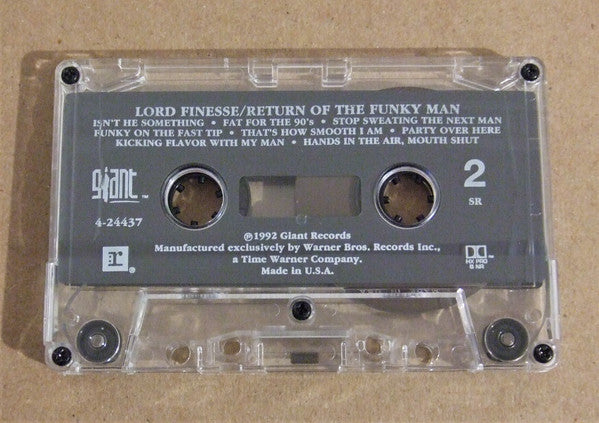 LORD FINESSE/RETURN OF THE FUNKY MAN
ISN'T HE SOMETHING • FAT FOR THE 90's • STOP SWEATING THE NEXT MAN
FUNKY ON THE FAST TIP • THAT'S HOW SMOOTH I AM • PARTY OVER HERE
KICKING FLAVOR WITH MY MAN • HANDS IN THE AIR, MOUTH SHUT
giant™
2
SR
4-24437
℗1992 Giant Records
Manufactured exclusively by Warner Bros. Records Inc.,
a Time Warner Company.
Made in U.S.A.
r®
™
HX PRO
B NR